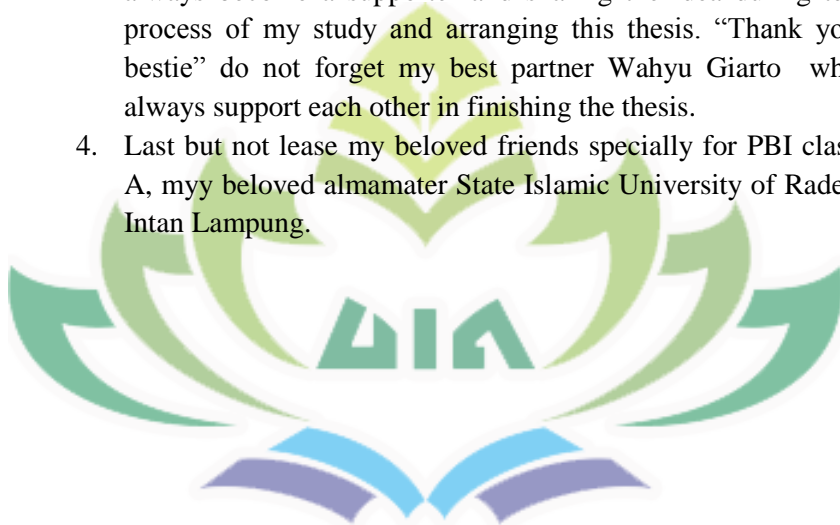 process of my study and arranging this thesis. “Thank yo
bestie” do not forget my best partner Wahyu Giarto wh
always support each other in finishing the thesis.
4. Last but not lease my beloved friends specially for PBI clas
A, myy beloved almamater State Islamic University of Rade
Intan Lampung.
UIN